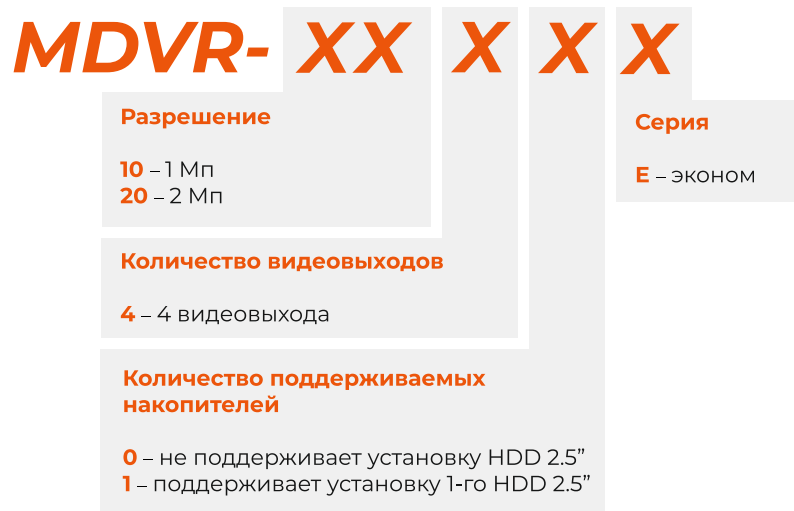 MDVR- XX X X X
Разрешение
10 – 1 Мп
20 – 2 Мп
Серия
E – эконом
Количество видеовыходов
4 – 4 видеовыхода
Количество поддерживаемых
накопителей
0 – не поддерживает установку HDD 2.5”
1 – поддерживает установку 1-го HDD 2.5”